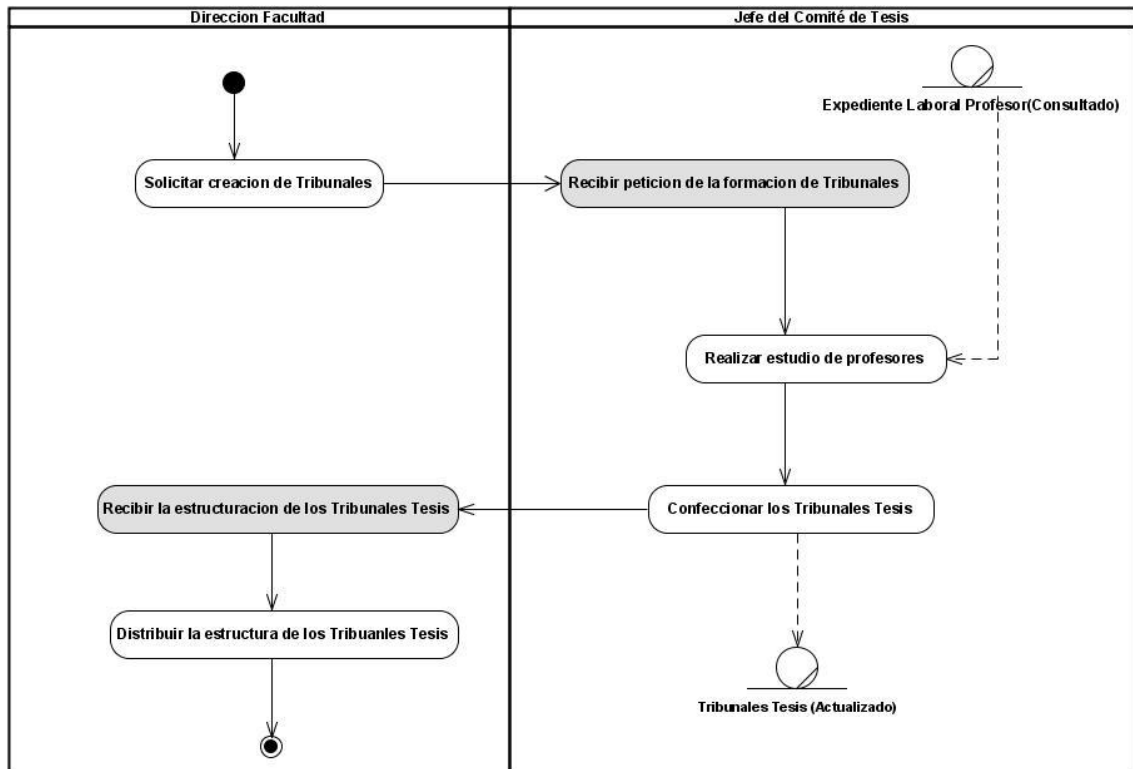 Direccion Facultad
Jefe del Comité de Tesis
Expediente Laboral Profesor(Consultado)
Solicitar creacion de Tribunales
Recibir peticion de la formacion de Tribunales
Realizar estudio de profesores
Recibir la estructuracion de los Tribunales Tesis
Confeccionar los Tribunales Tesis
Distribuir la estructura de los Tribuanles Tesis
Tribunales Tesis (Actualizado)